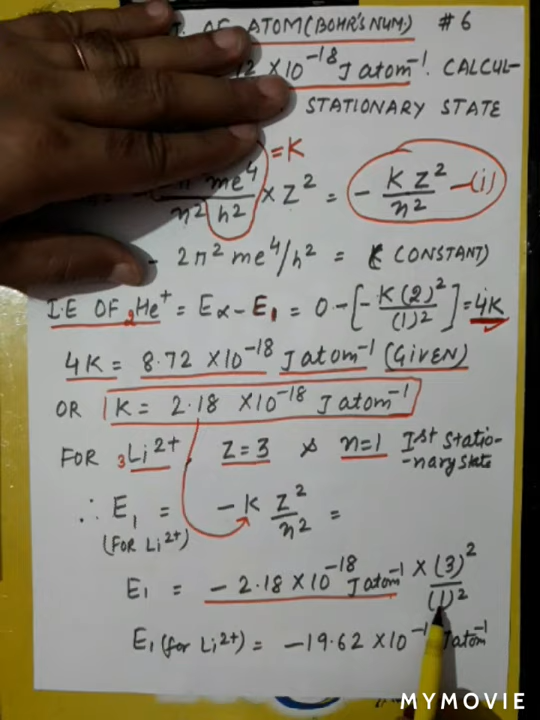 OF ATOM (BOHR'S NUM.) #6
×10⁻¹⁸ J atom⁻¹. CALCUL-
STATIONARY STATE
= K
me⁴/n² h² × Z² = - K Z²/n² —(i)
- 2π² me⁴/h² = K CONSTANT)
I.E OF ₂He⁺ = E∝ - E₁ = 0 - [- K(2)²/(1)²] = 4K
4K = 8.72 ×10⁻¹⁸ J atom⁻¹ (GIVEN)
OR K = 2.18 ×10⁻¹⁸ J atom⁻¹
FOR ₃Li²⁺ Z = 3 & n = 1 Ist Statio-
-nary state
∴ E₁ = - K Z²/n² =
(FOR Li²⁺)
E₁ = - 2.18 ×10⁻¹⁸ J atom⁻¹ × (3)²/(1)²
E₁ (for Li²⁺) = -19.62 ×10⁻¹ J atom⁻¹
MYMOVIE